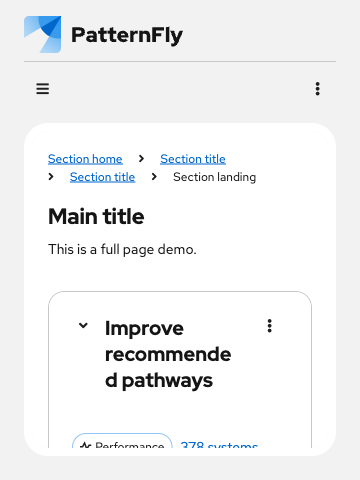 PatternFly
Section home > Section title
> Section title > Section landing
Main title
This is a full page demo.
Improve
recommende
d pathways
Performance 378 systems